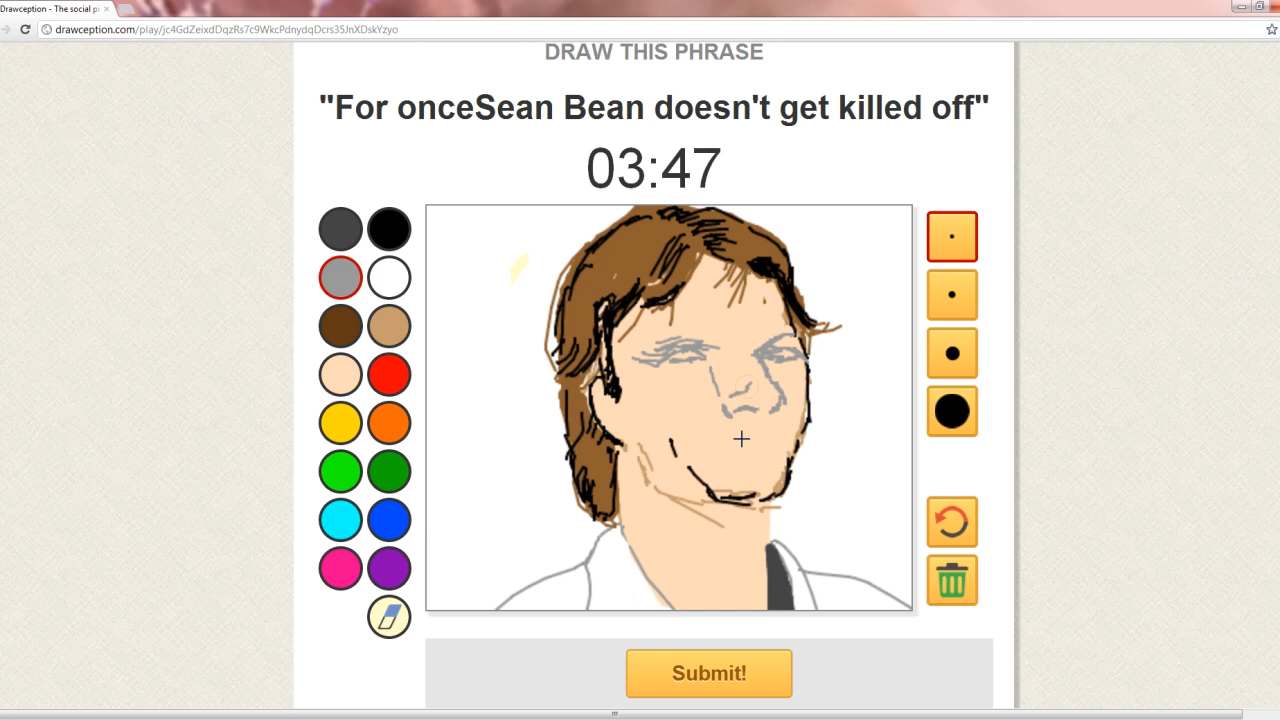 Drawception - The social p
drawception.com/play/jc4GdZeixdDqzRs7c9WkcPdnydqDcrs35JnXDskYzyo
DRAW THIS PHRASE
"For onceSean Bean doesn't get killed off"
03:47
Submit!